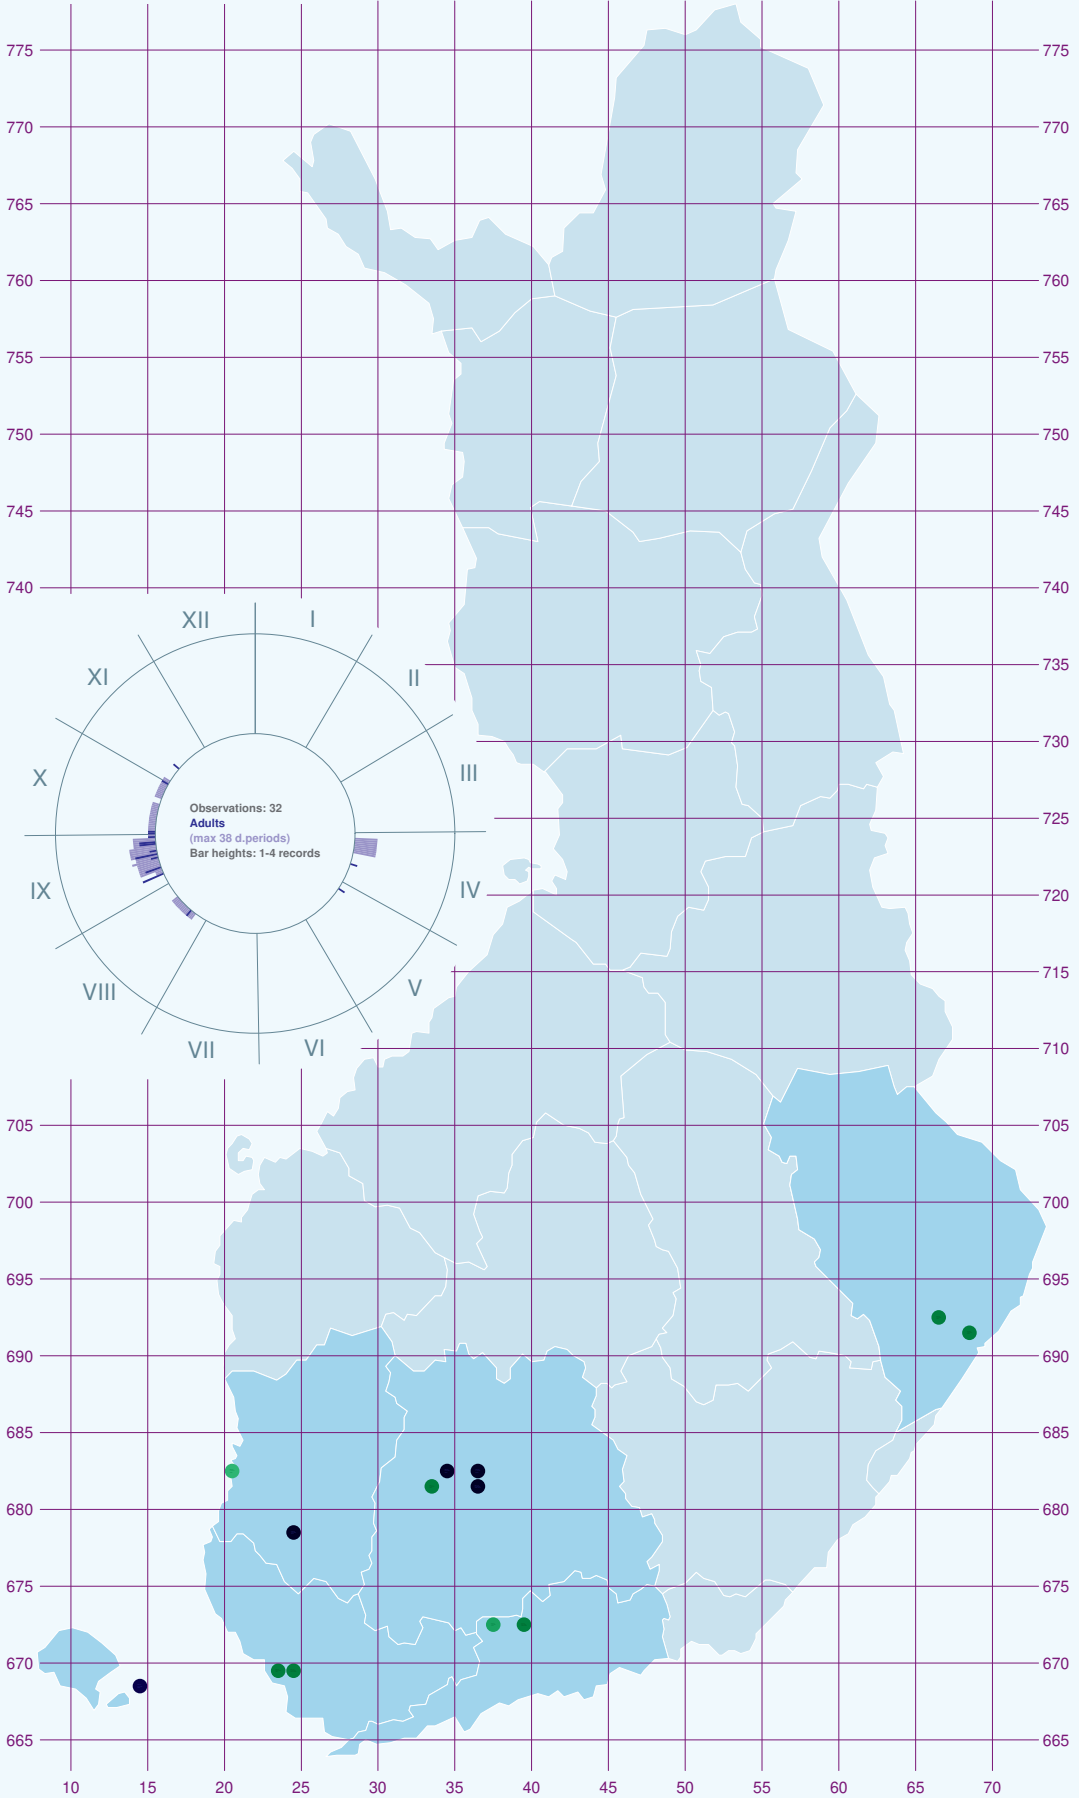 775 775
770 770
765 765
760 760
755 755
750 750
745 745
740 740
XII I
XI II
735 735
730 730
X III
Observations: 32
Adults
(max 38 d.periods)
Bar heights: 1-4 records
725 725
IX IV
720 720
VIII V
715 715
VII VI
710 710
705 705
700 700
695 695
690 690
685 685
680 680
675 675
670 670
665 665
10 15 20 25 30 35 40 45 50 55 60 65 70